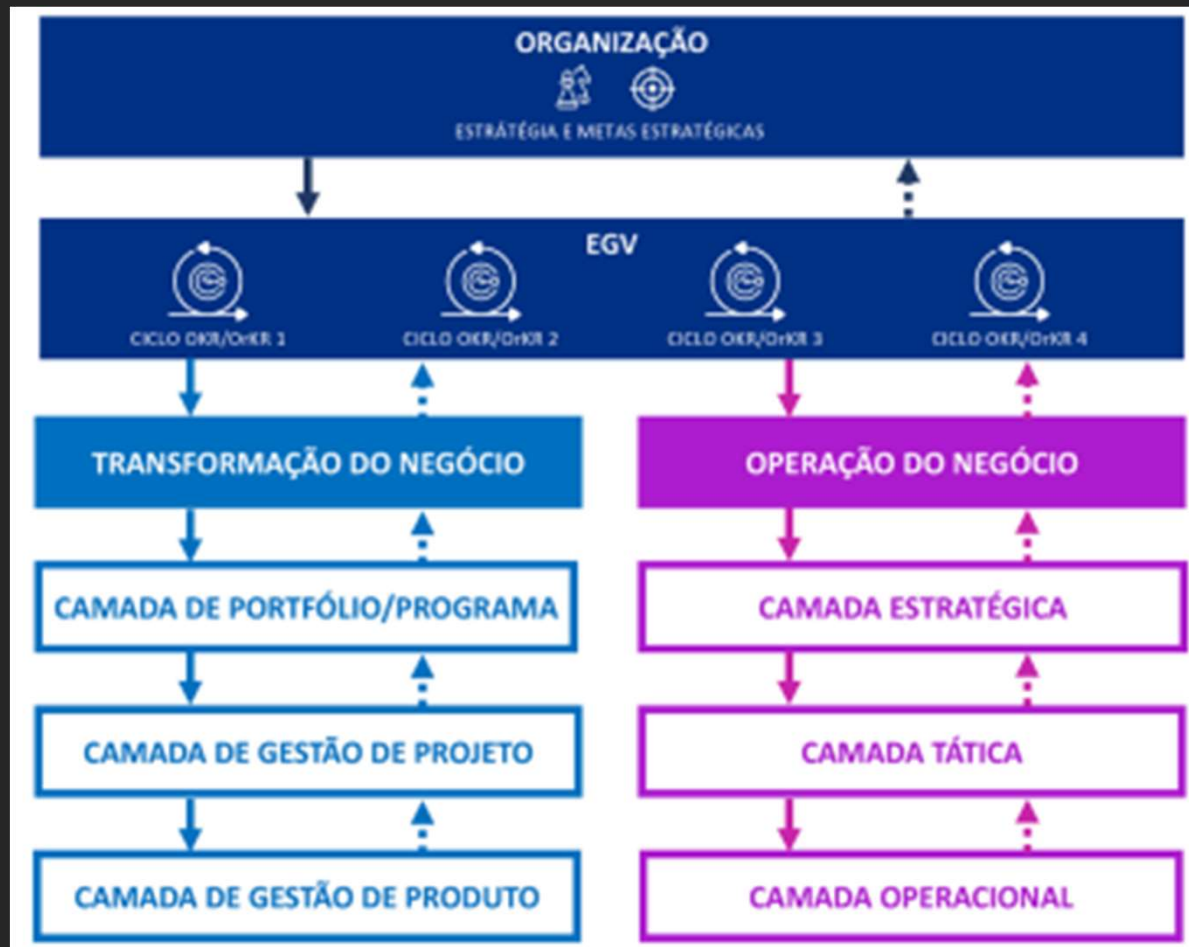 ORGANIZAÇÃO
ESTRÁTÉGIA E METAS ESTRATÉGICAS
EGV
CICLO OKR/OrKR 1
CICLO OKR/OrKR 2
CICLO OKR/OrKR 3
CICLO OKR/OrKR 4
TRANSFORMAÇÃO DO NEGÓCIO
OPERAÇÃO DO NEGÓCIO
CAMADA DE PORTFÓLIO/PROGRAMA
CAMADA ESTRATÉGICA
CAMADA DE GESTÃO DE PROJETO
CAMADA TÁTICA
CAMADA DE GESTÃO DE PRODUTO
CAMADA OPERACIONAL